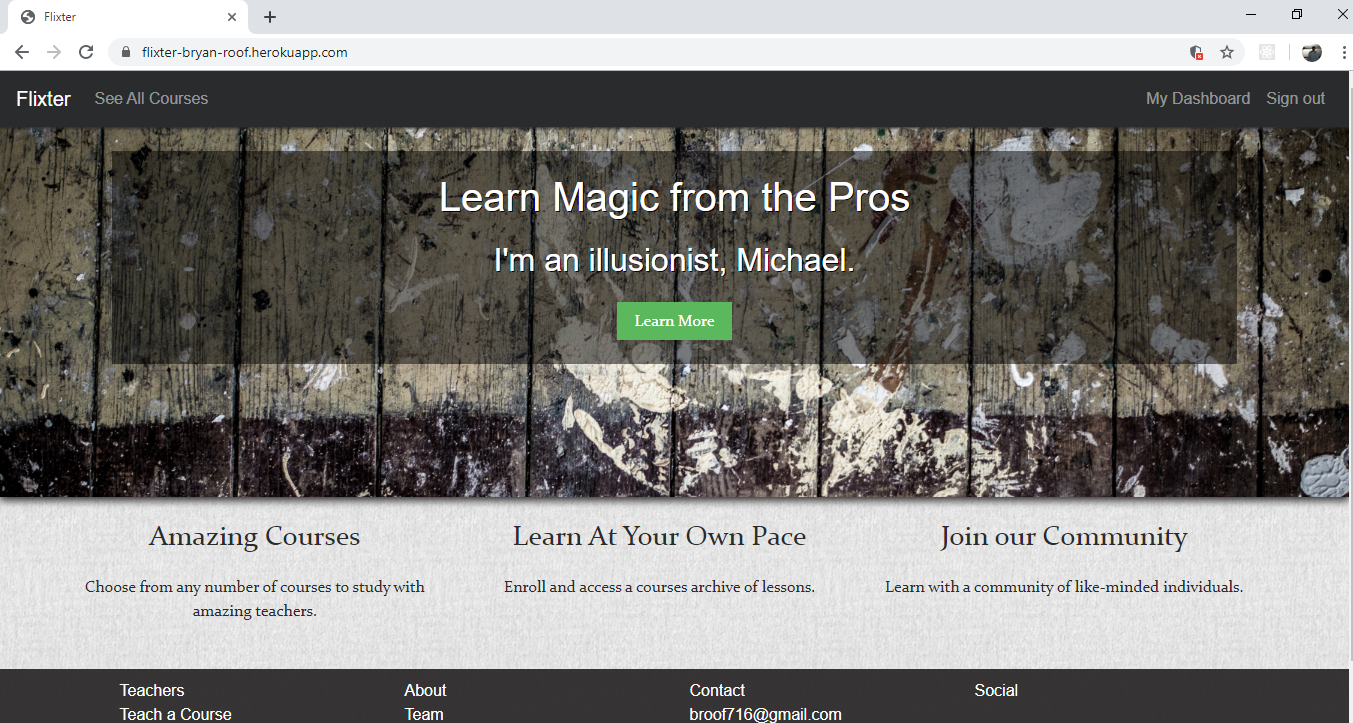 Flixter
flixter-bryan-roof.herokuapp.com
Flixter See All Courses My Dashboard Sign out
Learn Magic from the Pros
I'm an illusionist, Michael.
Learn More
Amazing Courses
Choose from any number of courses to study with
amazing teachers.
Learn At Your Own Pace
Enroll and access a courses archive of lessons.
Join our Community
Learn with a community of like-minded individuals.
Teachers
Teach a Course
About
Team
Contact
broof716@gmail.com
Social